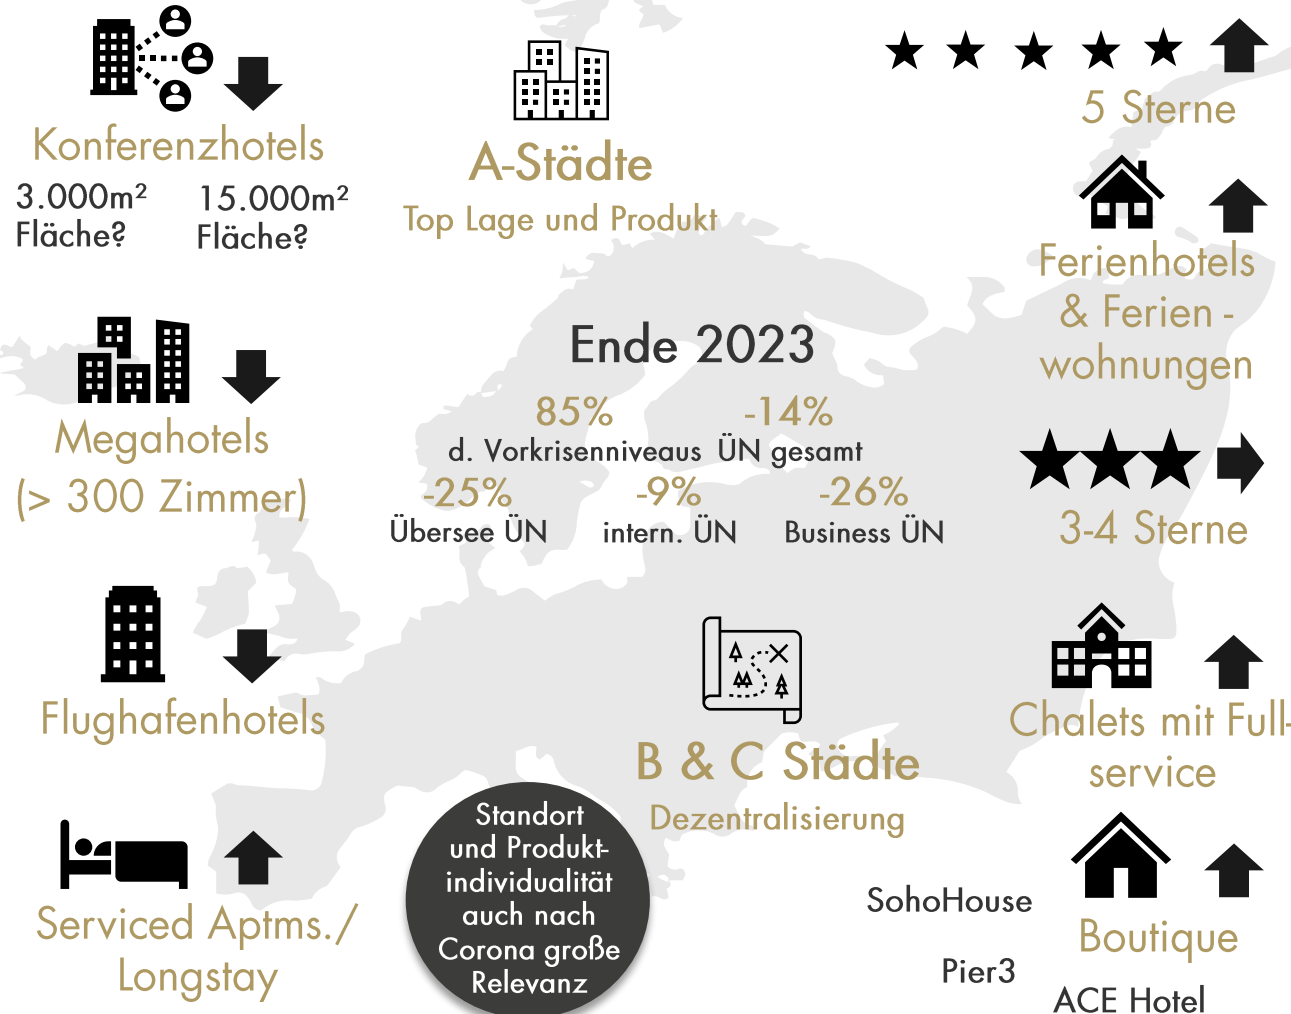 Konferenzhotels
3.000m²
Fläche?
15.000m²
Fläche?
Megahotels
(> 300 Zimmer)
Flughafenhotels
Serviced Aptms./
Longstay
A-Städte
Top Lage und Produkt
Ende 2023
85%
d. Vorkrisenniveaus
-14%
ÜN gesamt
-25%
Übersee ÜN
-9%
intern. ÜN
-26%
Business ÜN
B & C Städte
Dezentralisierung
Standort
und Produkt-
individualität
auch nach
Corona große
Relevanz
5 Sterne
Ferienhotels
& Ferien -
wohnungen
3-4 Sterne
Chalets mit Full-
service
Boutique
SohoHouse
Pier3
ACE Hotel